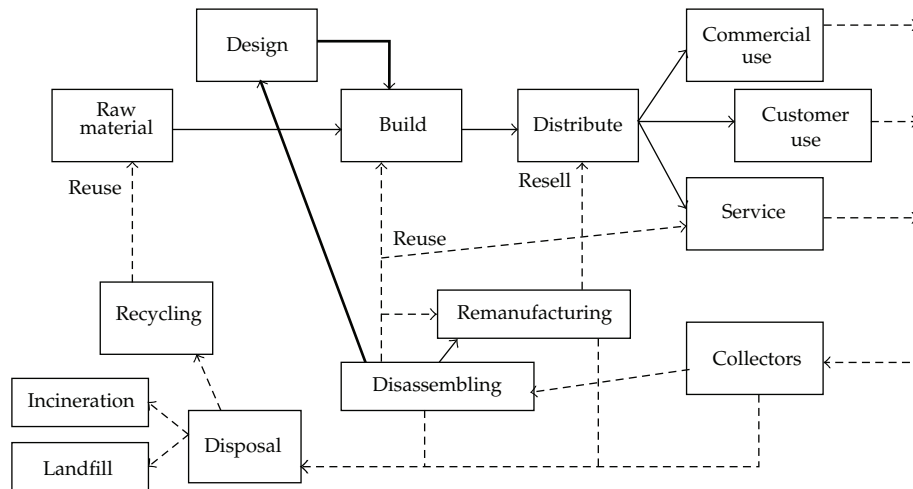 Design
Commercial
use
Raw
material
Build
Distribute
Customer
use
Reuse
Resell
Service
Reuse
Recycling
Remanufacturing
Collectors
Disassembling
Incineration
Disposal
Landfill